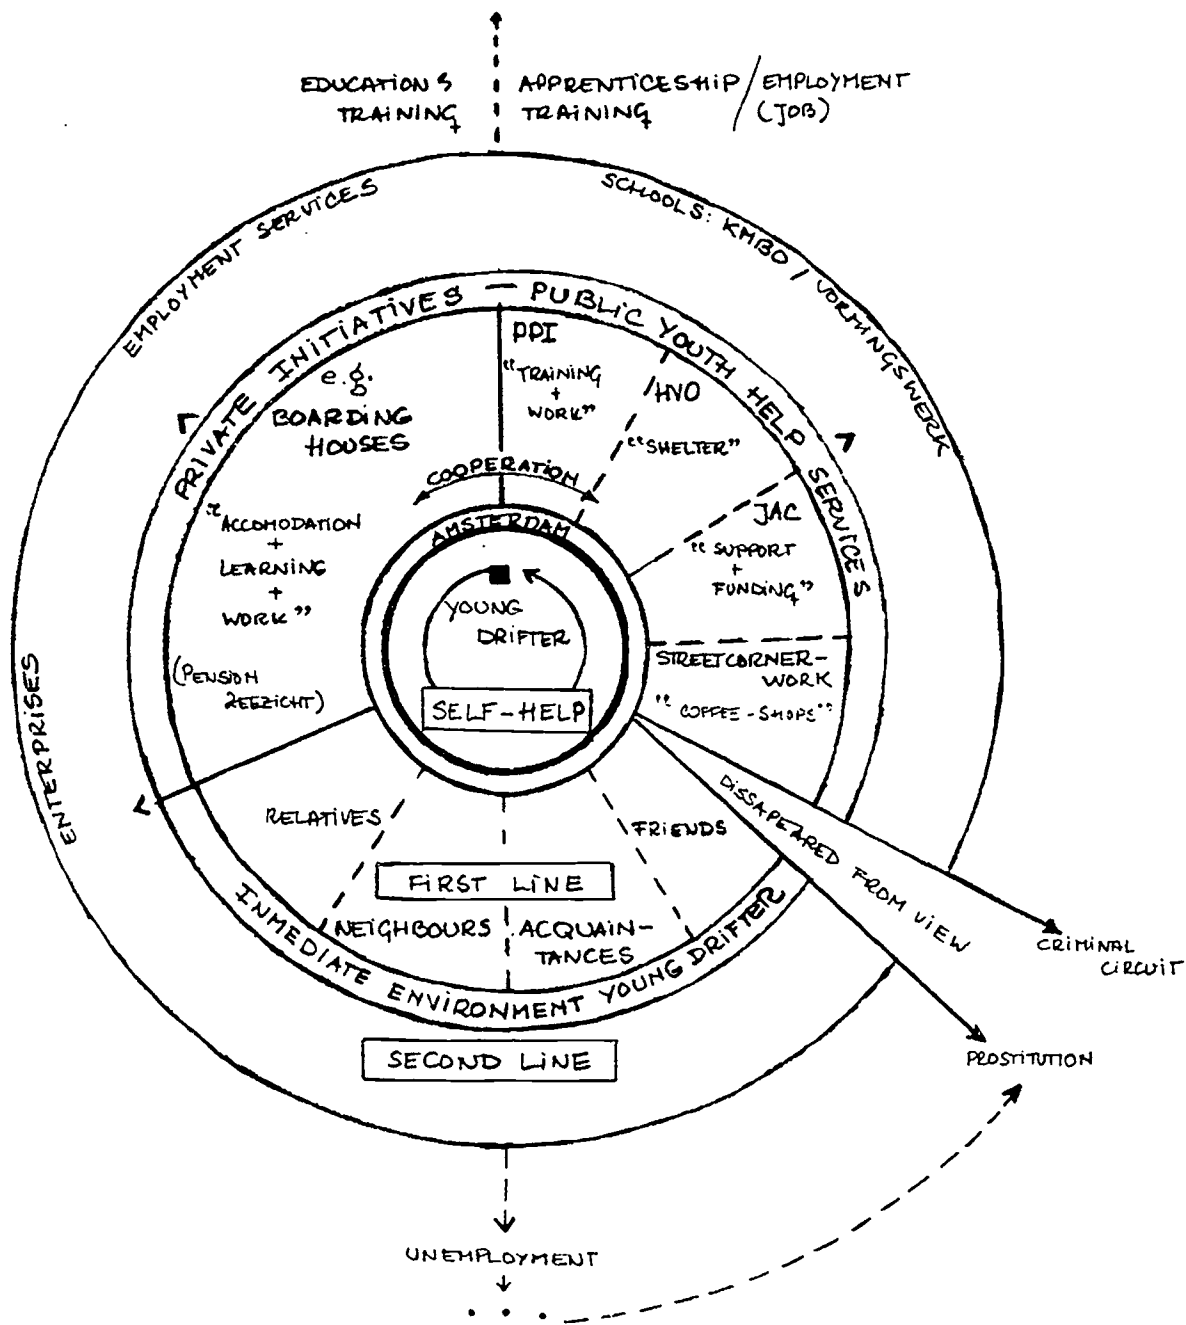 EDUCATION &
TRAINING
APPRENTICESHIP / EMPLOYMENT
TRAINING (JOB)
EMPLOYMENT SERVICES
SCHOOLS: KMBO / VORMINGSWERK
PRIVATE INITIATIVES – PUBLIC YOUTH HELP SERVICES
PPI
"TRAINING
+
WORK"
HVO
"SHELTER"
e.g.
BOARDING
HOUSES
COOPERATION
AMSTERDAM
JAC
"SUPPORT
+
FUNDING"
"ACCOMODATION
+
LEARNING
+
WORK"
(PENSION
ZEEZICHT)
YOUNG
DRIFTER
SELF-HELP
STREETCORNER-
WORK
"COFFEE-SHOPS"
ENTERPRISES
RELATIVES
FRIENDS
DISSAPEARED FROM VIEW
FIRST LINE
NEIGHBOURS
ACQUAIN-
TANCES
INMEDIATE ENVIRONMENT YOUNG DRIFTER
CRIMINAL
CIRCUIT
SECOND LINE
PROSTITUTION
UNEMPLOYMENT
. . .